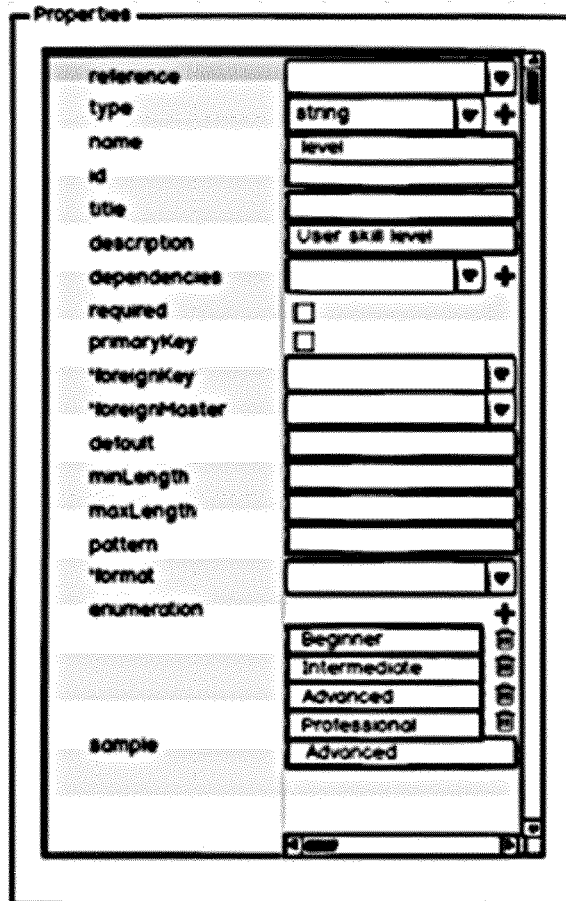 Properties
reference
type string
name level
id
title
description User skill level
dependencies
required
primaryKey
*foreignKey
*foreignMaster
default
minLength
maxLength
pattern
*format
enumeration
Beginner
Intermediate
Advanced
Professional
sample Advanced